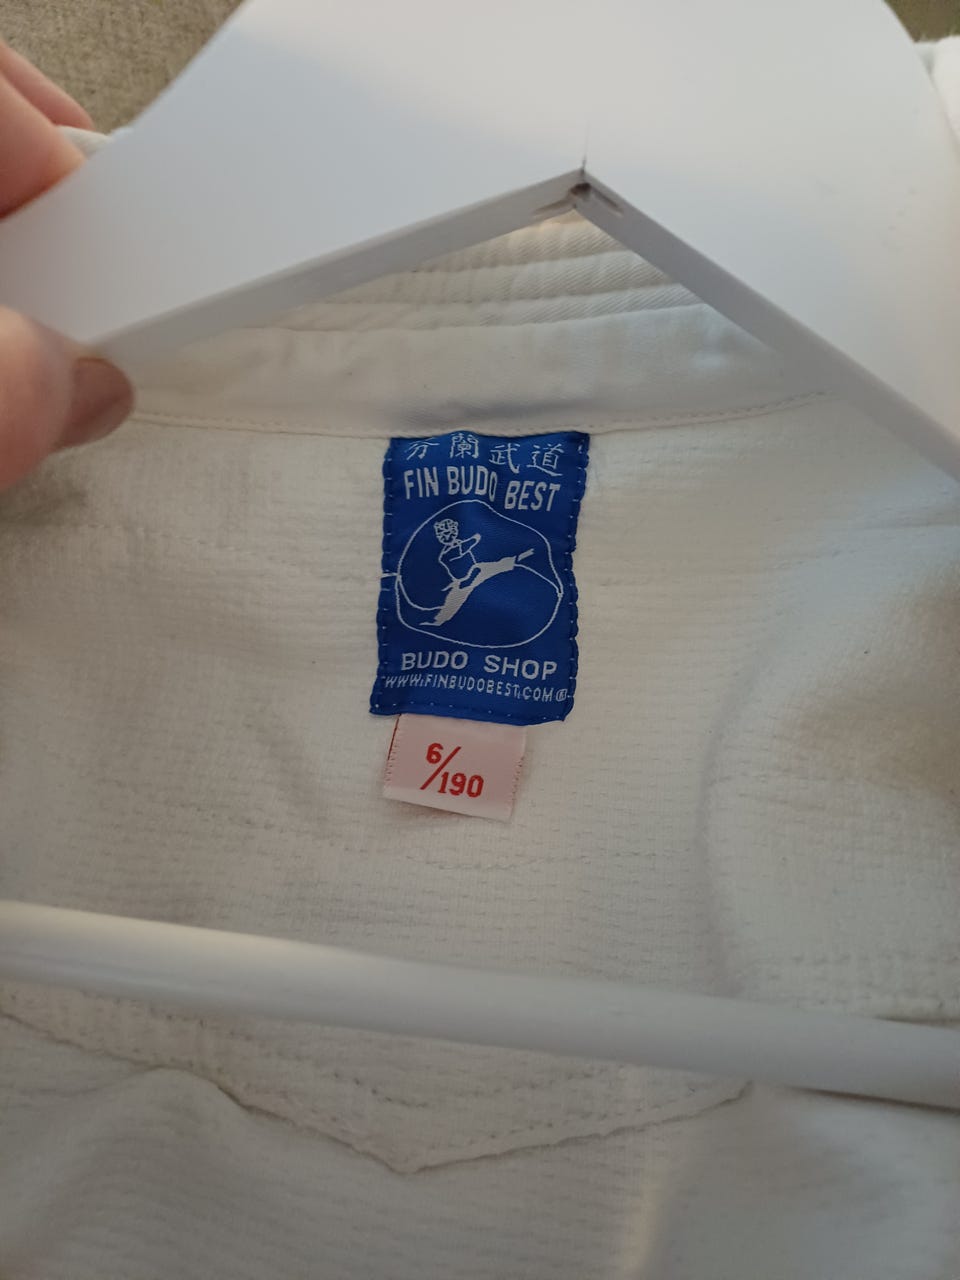 芬蘭武道
FIN BUDO BEST
BUDO SHOP
WWW.FINBUDOBEST.COM®
6/190